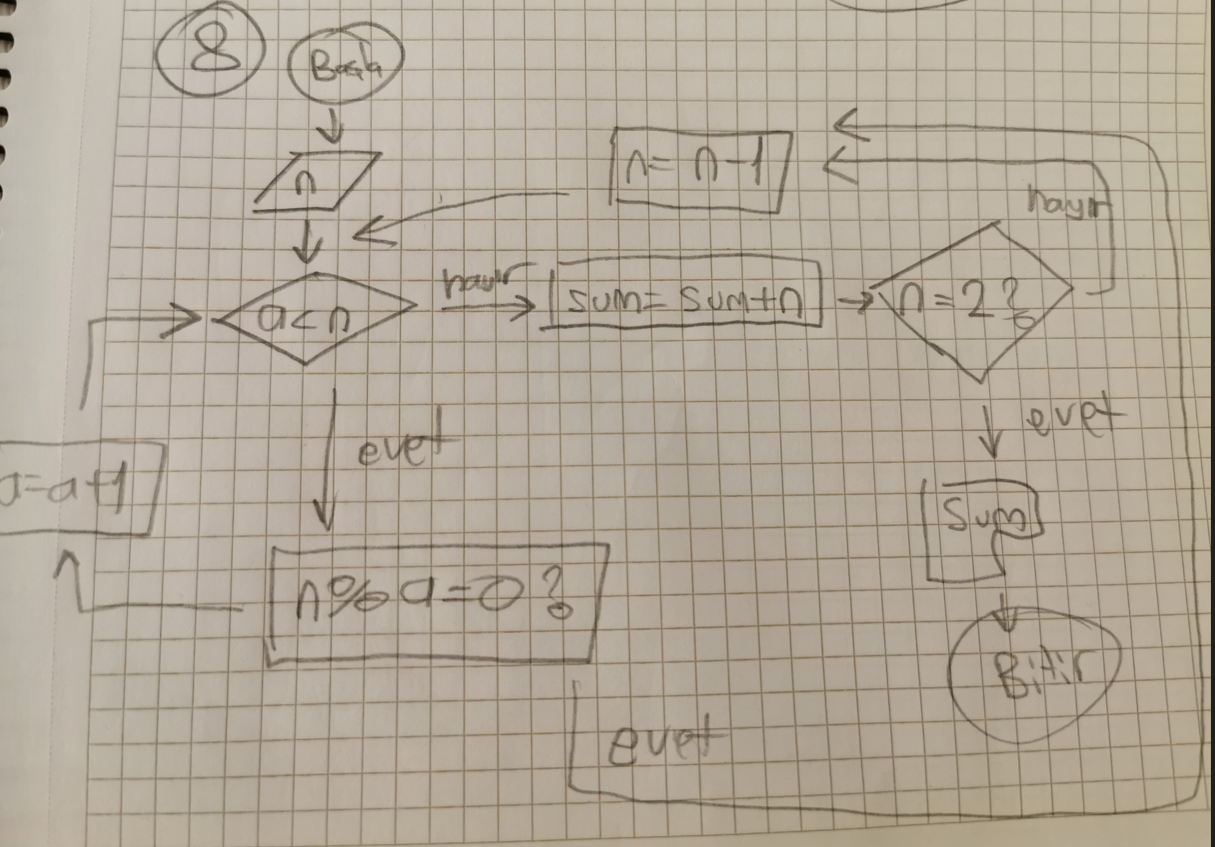 8
Başla
n
n = n-1
hayır
a < n
hayır
sum = sum+n
n = 2 ?
evet
evet
a=a+1
sum
n % a = 0 ?
Bitir
evet